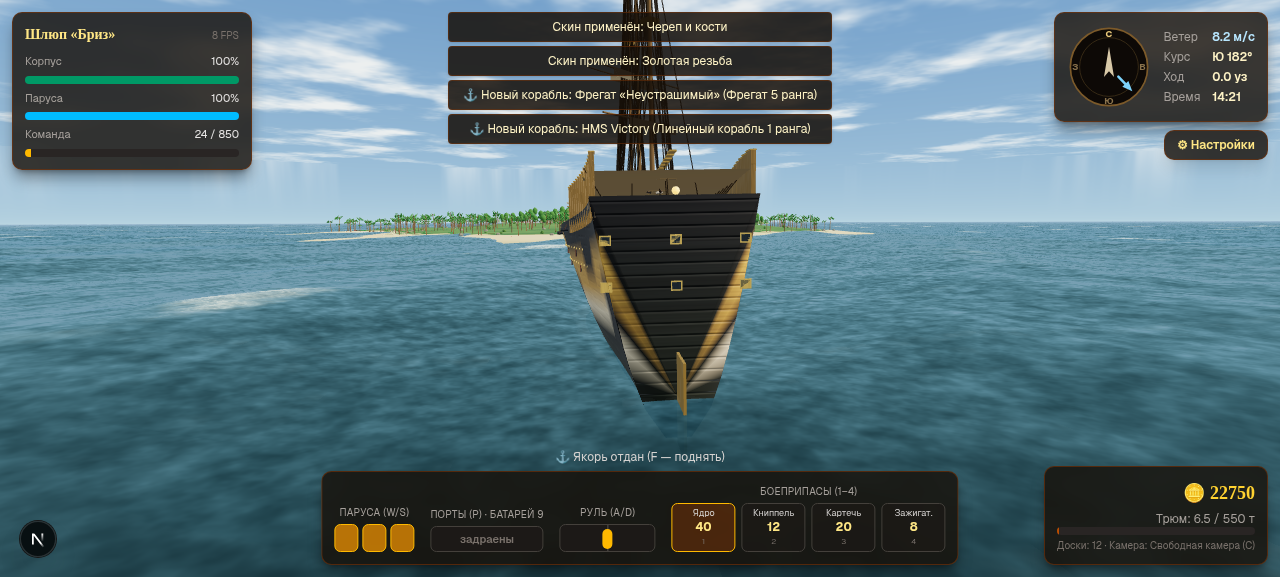 Шлюп «Бриз»
8 FPS
Корпус 100%
Паруса 100%
Команда 24 / 850
Скин применён: Череп и кости
Скин применён: Золотая резьба
⚓ Новый корабль: Фрегат «Неустрашимый» (Фрегат 5 ранга)
⚓ Новый корабль: HMS Victory (Линейный корабль 1 ранга)
С
З
В
Ю
Ветер 8.2 м/с
Курс Ю 182°
Ход 0.0 уз
Время 14:21
⚙ Настройки
⚓ Якорь отдан (F — поднять)
ПАРУСА (W/S)
ПОРТЫ (P) · БАТАРЕЙ 9
задраены
РУЛЬ (A/D)
БОЕПРИПАСЫ (1–4)
Ядро
40
1
Книппель
12
2
Картечь
20
3
Зажигат.
8
4
🪙 22750
Трюм: 6.5 / 550 т
Доски: 12 · Камера: Свободная камера (C)
N